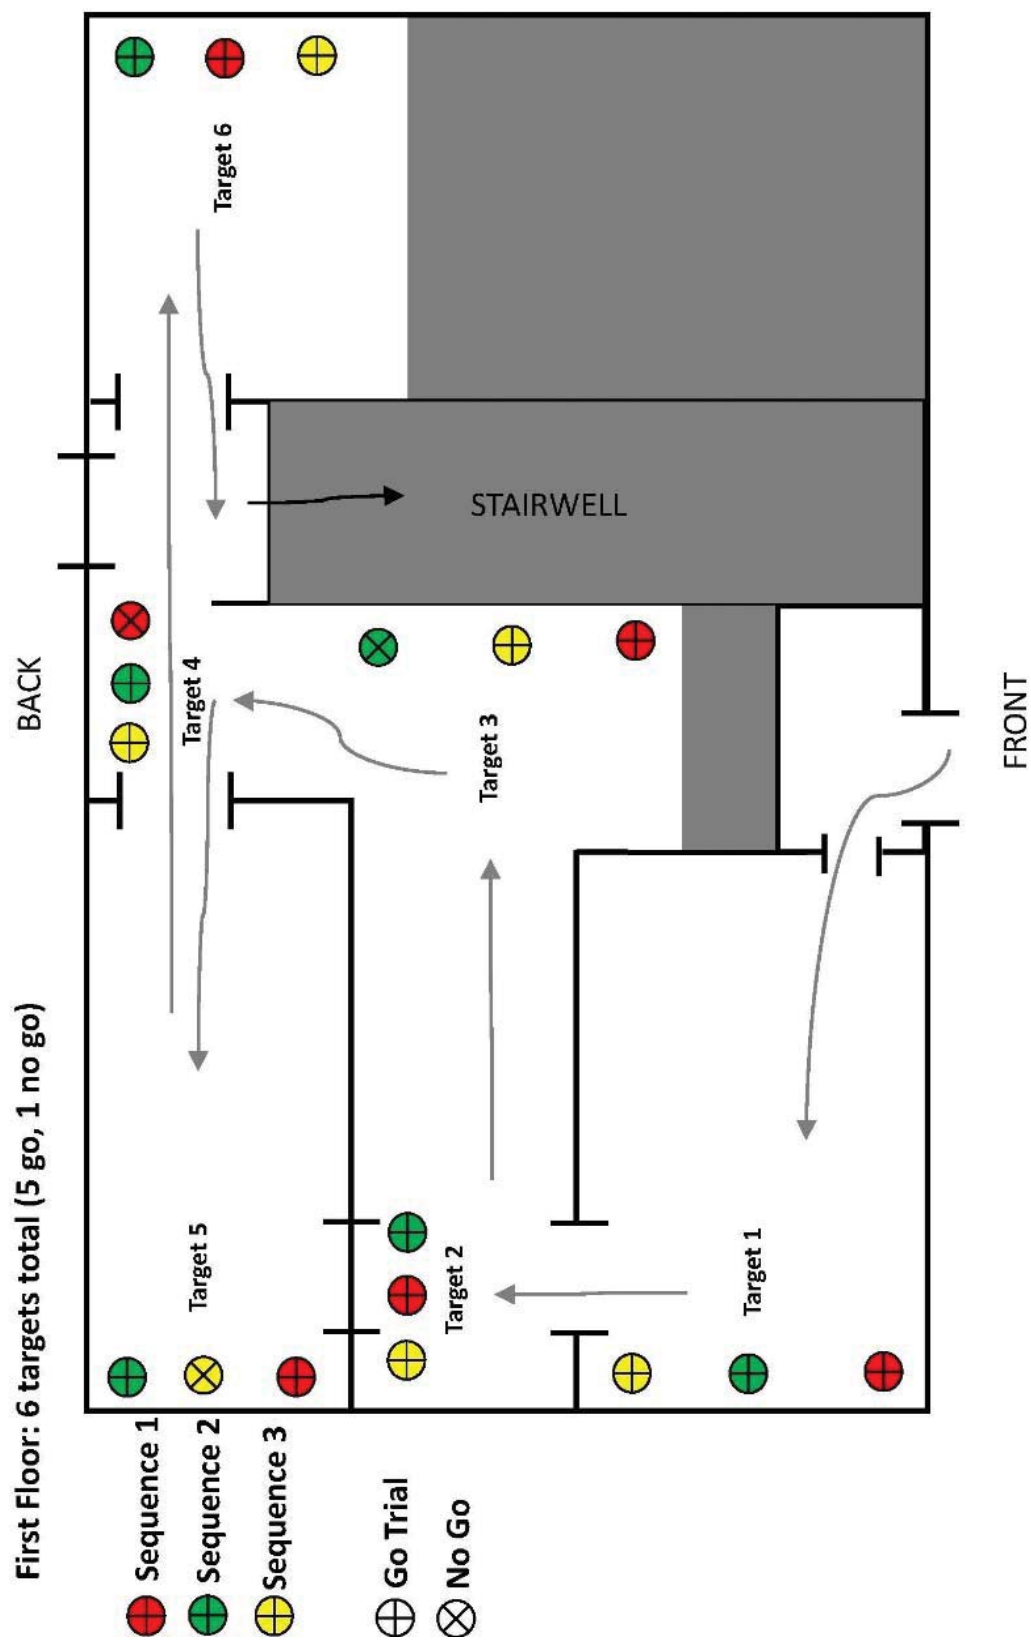 First Floor: 6 targets total (5 go, 1 no go)
BACK
Sequence 1
Sequence 2
Sequence 3
Go Trial
No Go
Target 5
Target 4
Target 6
Target 2
Target 3
STAIRWELL
Target 1
FRONT